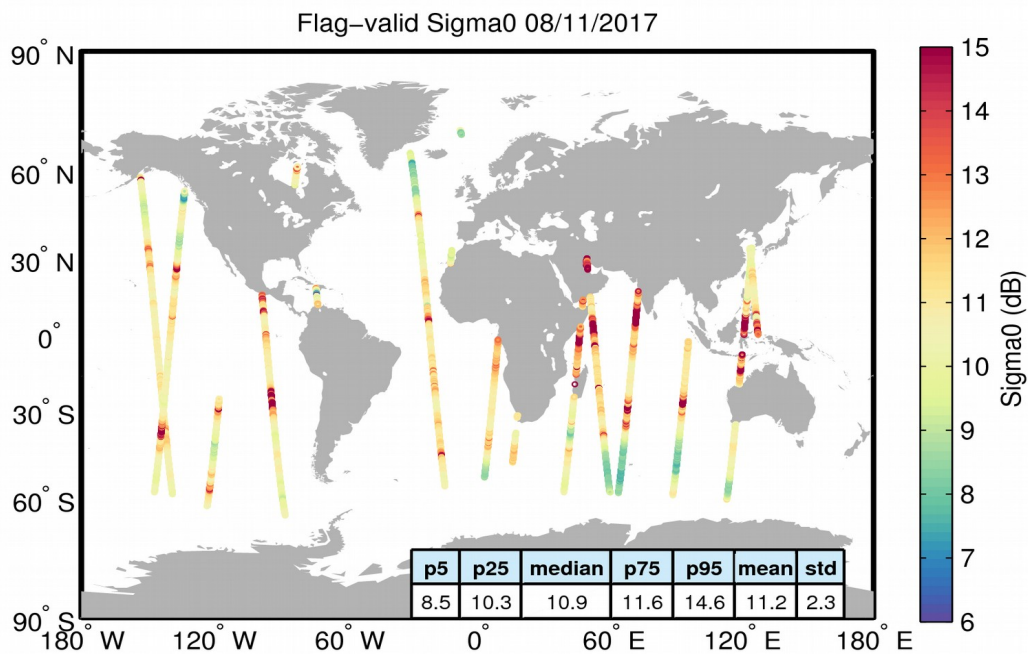 Flag−valid Sigma0 08/11/2017
90° N
60° N
30° N
0°
30° S
60° S
90° S
180° W
120° W
60° W
0°
60° E
120° E
180° E
p5 p25 median p75 p95 mean std
8.5 10.3 10.9 11.6 14.6 11.2 2.3
15
14
13
12
11
10
9
8
7
6
Sigma0 (dB)